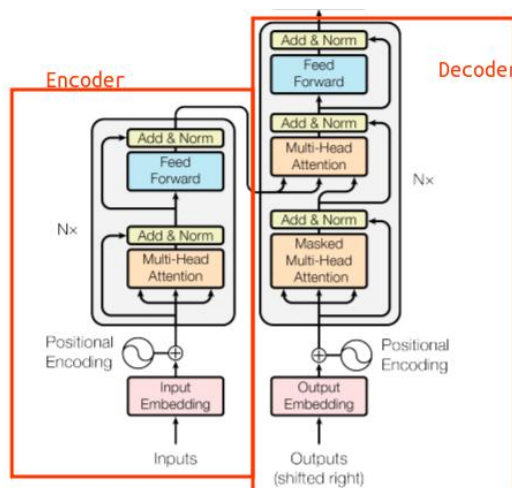 Encoder
Decoder
Add & Norm
Feed
Forward
Add & Norm
Multi-Head
Attention
Nx
Positional
Encoding
Input
Embedding
Inputs
Add & Norm
Feed
Forward
Add & Norm
Multi-Head
Attention
Nx
Add & Norm
Masked
Multi-Head
Attention
Positional
Encoding
Output
Embedding
Outputs
(shifted right)